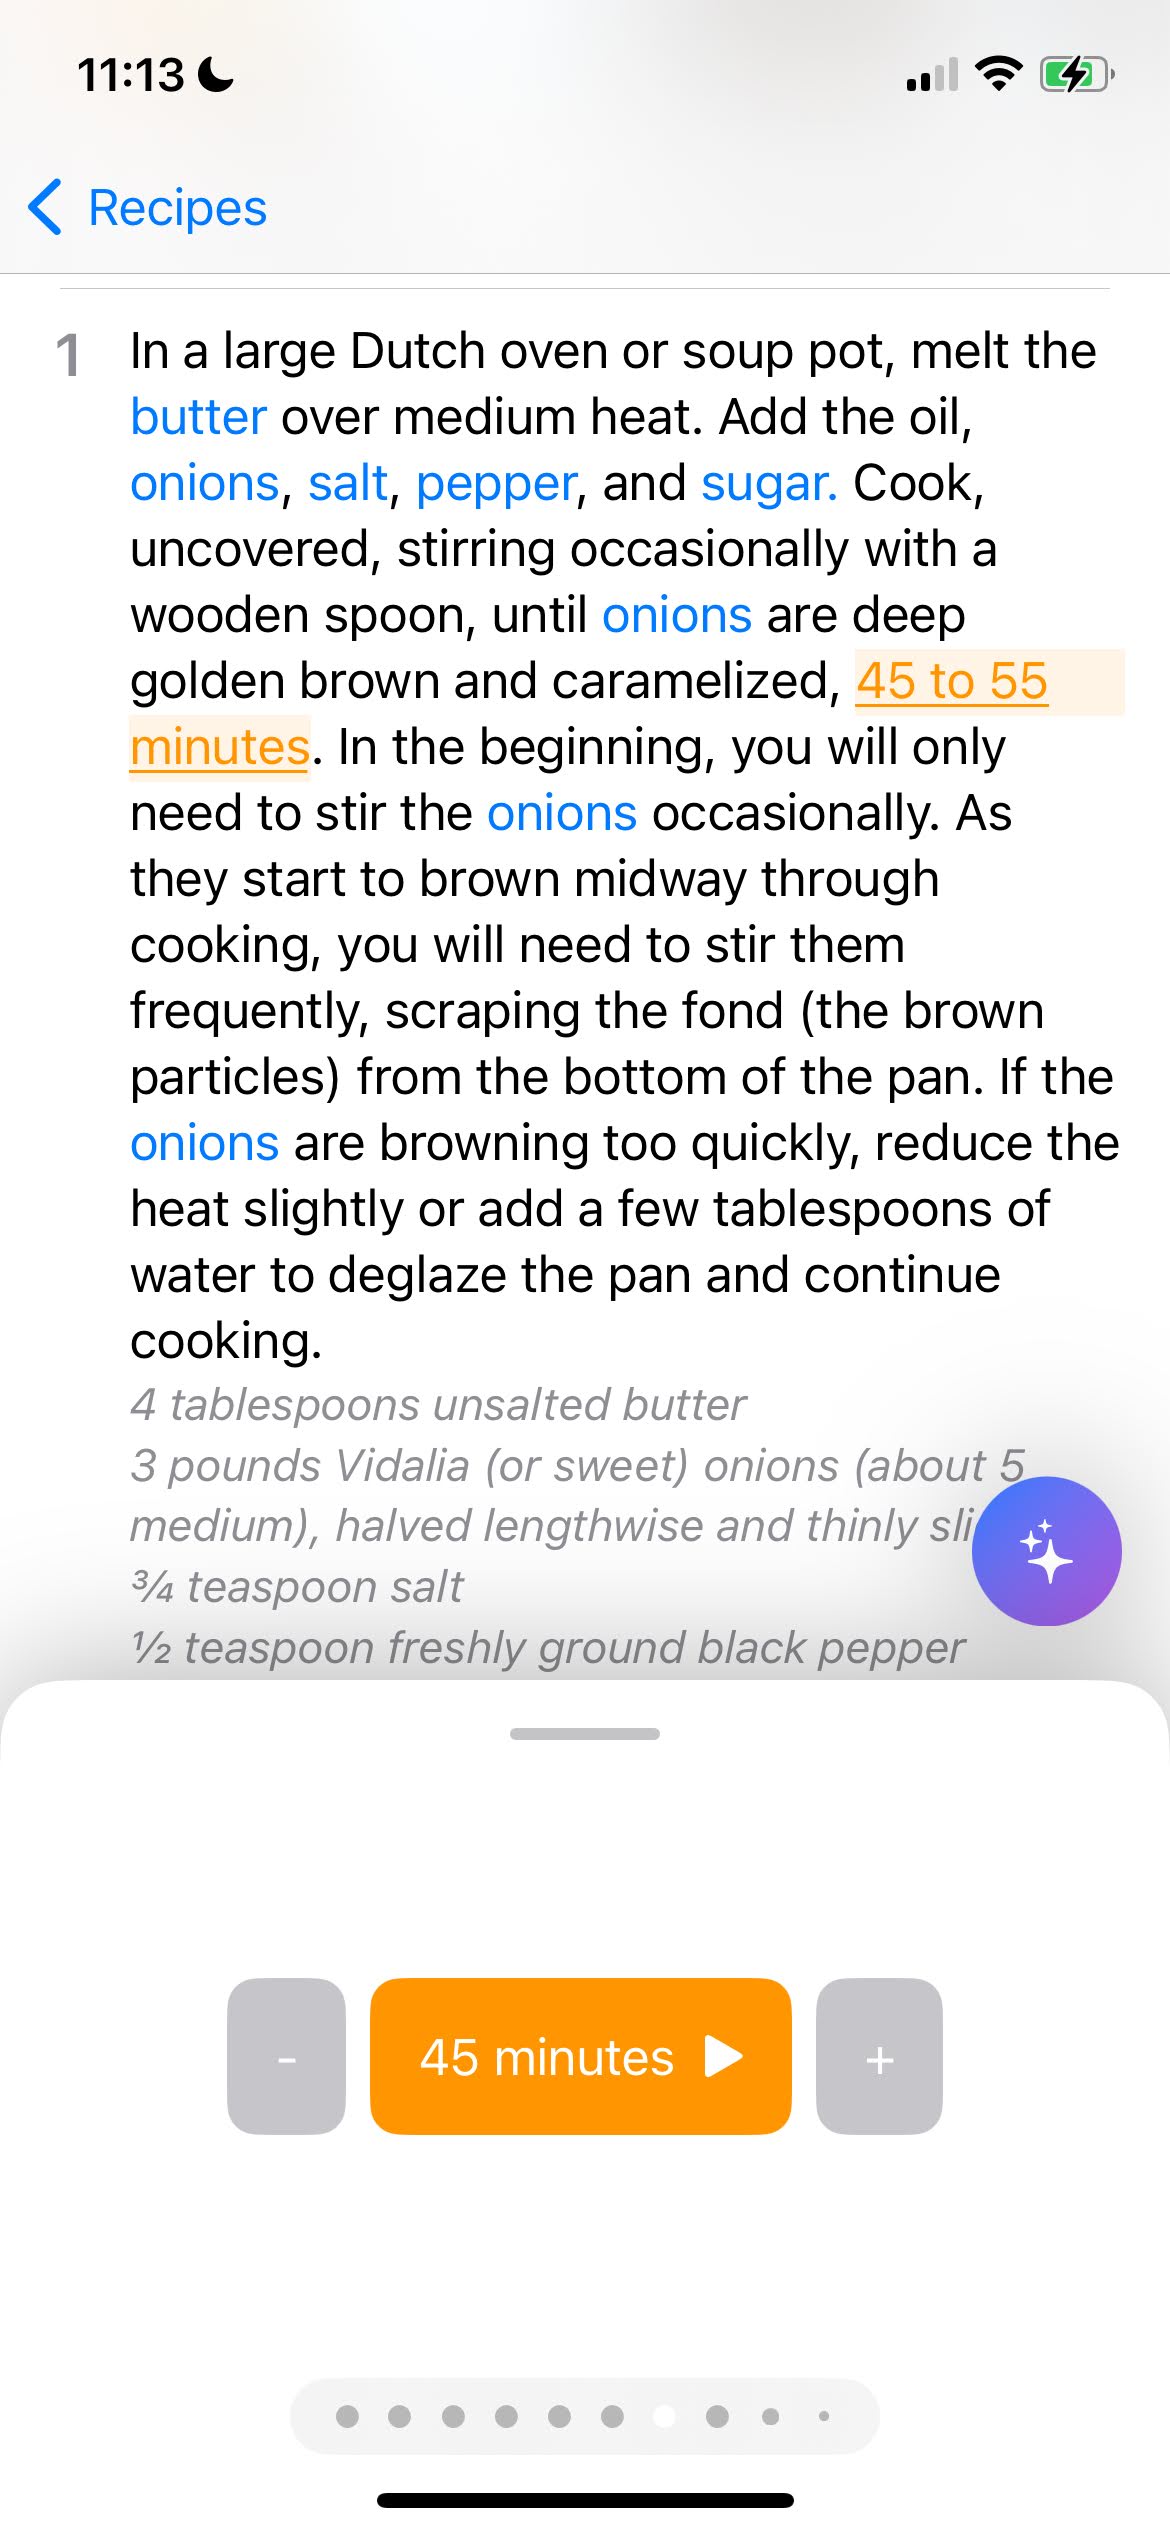 11:13
Recipes
1
In a large Dutch oven or soup pot, melt the
butter over medium heat. Add the oil,
onions, salt, pepper, and sugar. Cook,
uncovered, stirring occasionally with a
wooden spoon, until onions are deep
golden brown and caramelized, 45 to 55
minutes. In the beginning, you will only
need to stir the onions occasionally. As
they start to brown midway through
cooking, you will need to stir them
frequently, scraping the fond (the brown
particles) from the bottom of the pan. If the
onions are browning too quickly, reduce the
heat slightly or add a few tablespoons of
water to deglaze the pan and continue
cooking.
4 tablespoons unsalted butter
3 pounds Vidalia (or sweet) onions (about 5
medium), halved lengthwise and thinly
¾ teaspoon salt
½ teaspoon freshly ground black pepper
- 45 minutes +